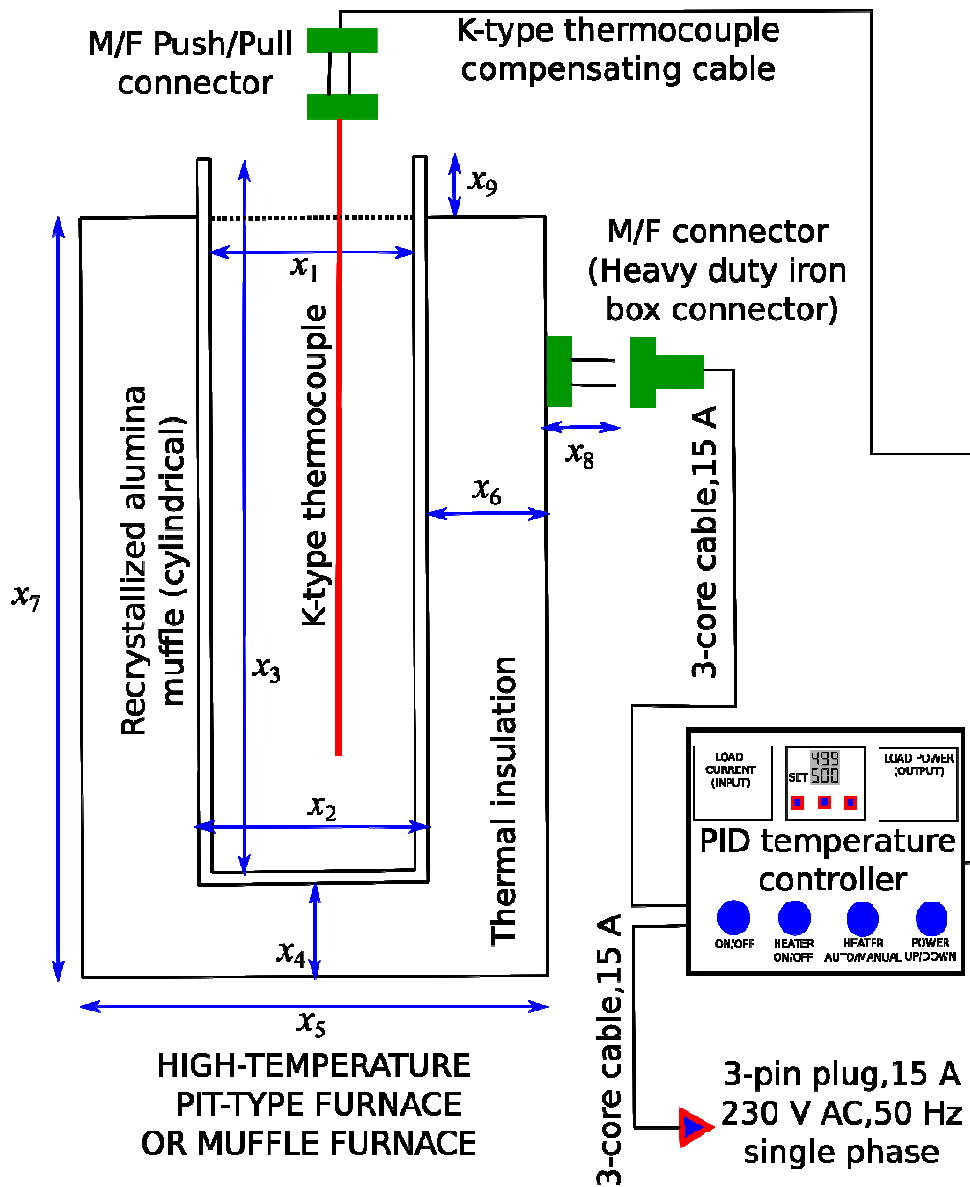 M/F Push/Pull
connector
K-type thermocouple
compensating cable
x9
x1
M/F connector
(Heavy duty iron
box connector)
K-type thermocouple
Recrystallized alumina
muffle (cylindrical)
x8
x6
3-core cable,15 A
x7
x3
Thermal insulation
x2
x4
x5
LOAD
CURRENT
(INPUT)
499
SET 500
LOAD POWER
(OUTPUT)
PID temperature
controller
ON/OFF
HEATER
ON/OFF
HEATER
AUTO/MANUAL
POWER
UP/DOWN
3-core cable,15 A
HIGH-TEMPERATURE
PIT-TYPE FURNACE
OR MUFFLE FURNACE
3-pin plug,15 A
230 V AC,50 Hz
single phase